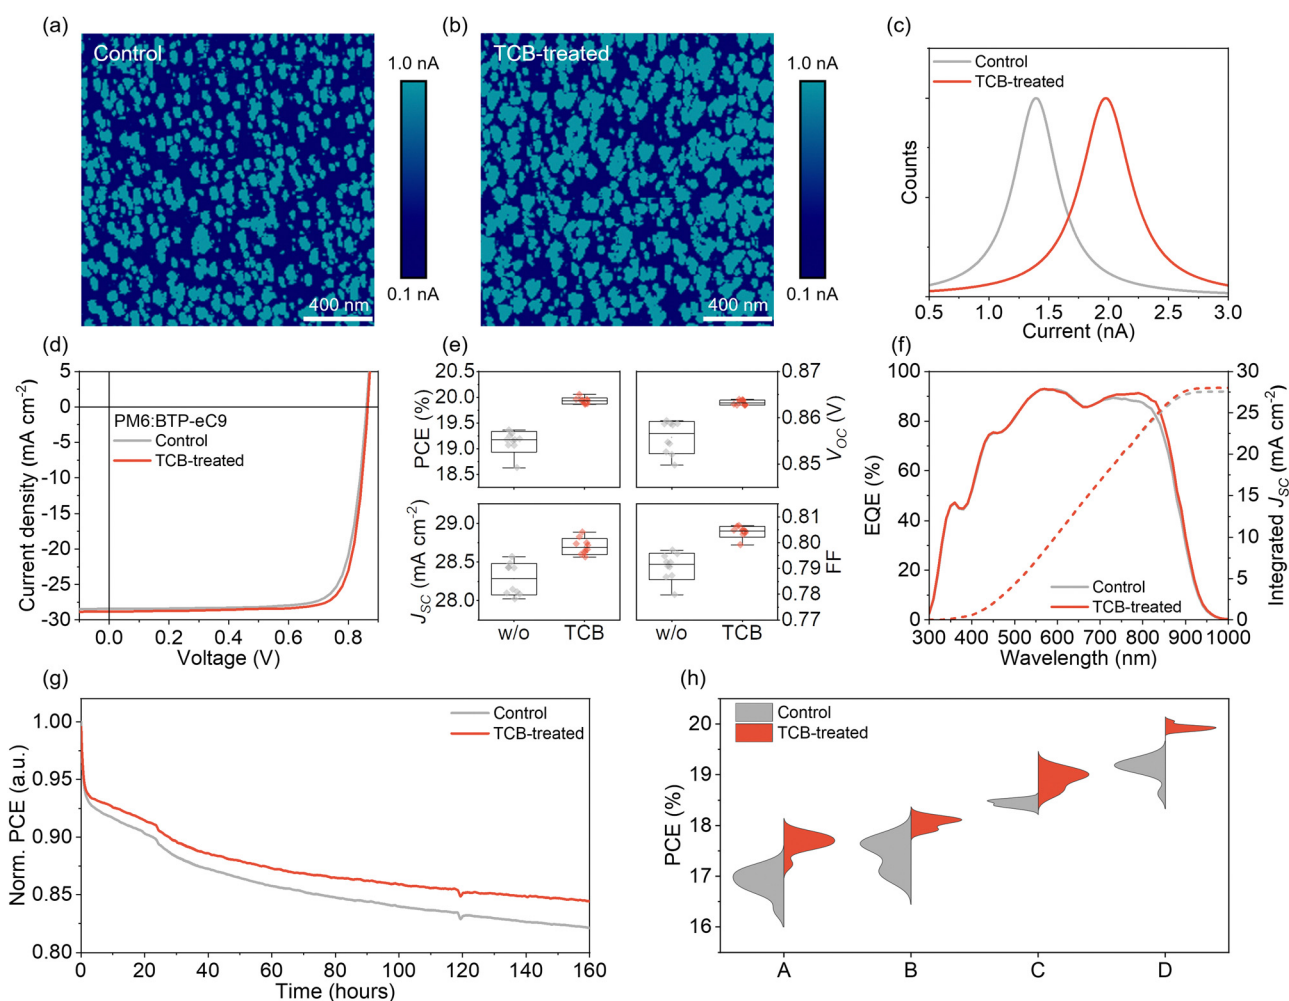 (a)
Control
1.0 nA
0.1 nA
400 nm
(b)
TCB-treated
1.0 nA
0.1 nA
400 nm
(c)
Control
TCB-treated
Counts
0.5 1.0 1.5 2.0 2.5 3.0
Current (nA)
(d)
5
0
-5
-10
-15
-20
-25
-30
Current density (mA cm-2)
PM6:BTP-eC9
Control
TCB-treated
0.0 0.2 0.4 0.6 0.8
Voltage (V)
(e)
20.5
20.0
19.5
19.0
18.5
PCE (%)
0.87
0.86
0.85
VOC (V)
29.0
28.5
28.0
JSC (mA cm-2)
0.81
0.80
0.79
0.78
0.77
FF
w/o TCB w/o TCB
(f)
100
80
60
40
20
0
EQE (%)
30
25
20
15
10
5
0
Integrated JSC (mA cm-2)
Control
TCB-treated
300 400 500 600 700 800 900 1000
Wavelength (nm)
(g)
1.00
0.95
0.90
0.85
0.80
Norm. PCE (a.u.)
Control
TCB-treated
0 20 40 60 80 100 120 140 160
Time (hours)
(h)
Control
TCB-treated
20
19
18
17
16
PCE (%)
A B C D